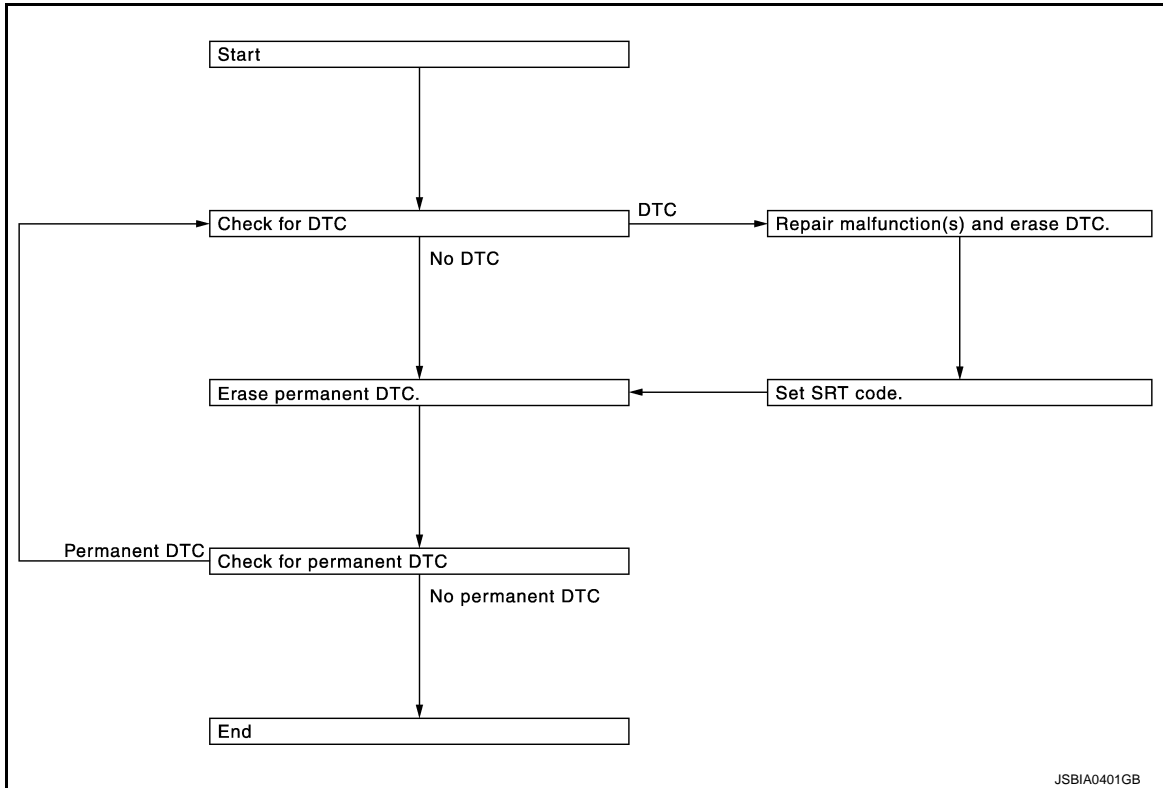 Start
Check for DTC
DTC
Repair malfunction(s) and erase DTC.
No DTC
Erase permanent DTC.
Set SRT code.
Permanent DTC
Check for permanent DTC
No permanent DTC
End
JSBIA0401GB